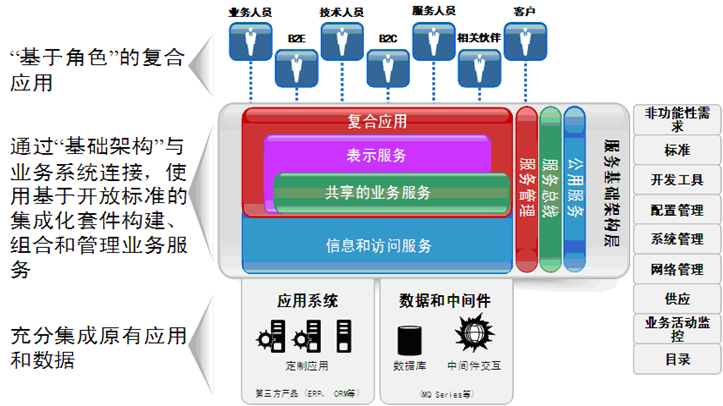 业务人员
技术人员
服务人员
客户
B2E
B2C
相关伙伴
“基于角色”的复合
应用
通过“基础架构”与
业务系统连接，使
用基于开放标准的
集成化套件构建、
组合和管理业务服
务
充分集成原有应用
和数据
复合应用
表示服务
共享的业务服务
信息和访问服务
服务管理
服务总线
公用服务
服务基础架构层
非功能性需
求
标准
开发工具
配置管理
系统管理
网络管理
供应
业务活动监
控
目录
应用系统
定制应用
第三方产品（ERP、CRM等）
数据和中间件
数据库
中间件交互
(MQ Series等)